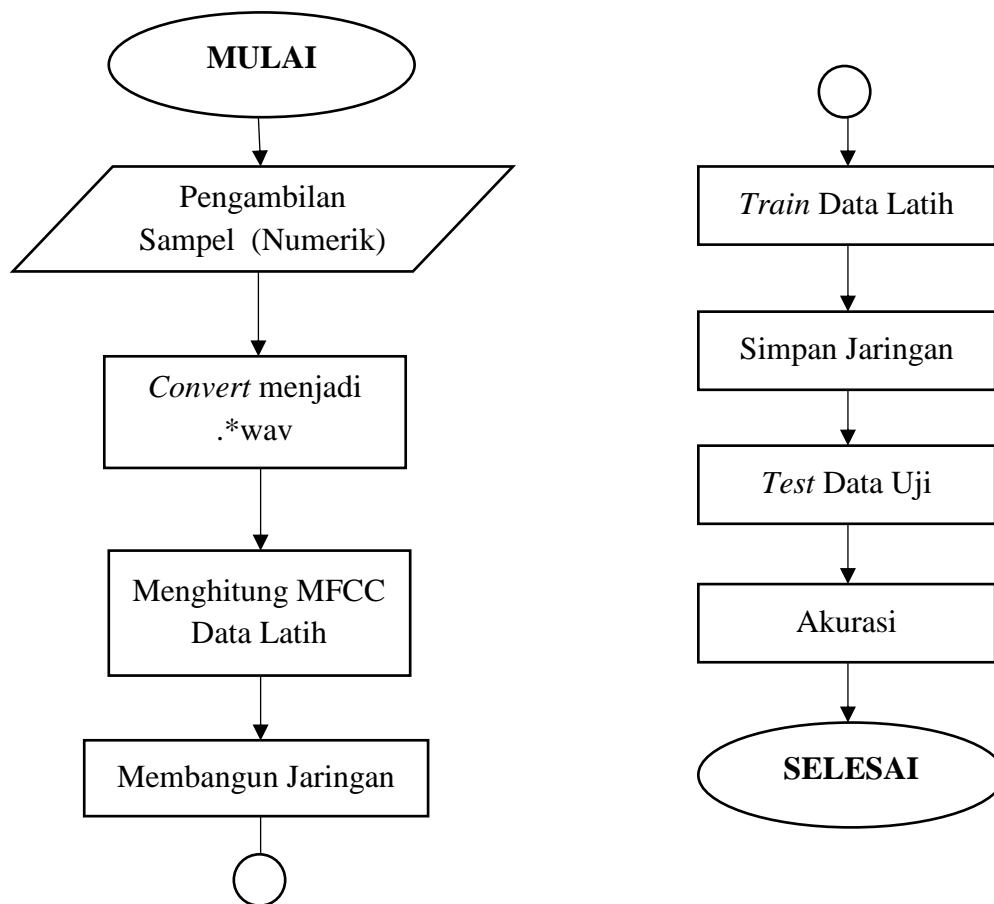 MULAI
Pengambilan
Sampel (Numerik)
Convert menjadi
.*wav
Menghitung MFCC
Data Latih
Membangun Jaringan
Train Data Latih
Simpan Jaringan
Test Data Uji
Akurasi
SELESAI